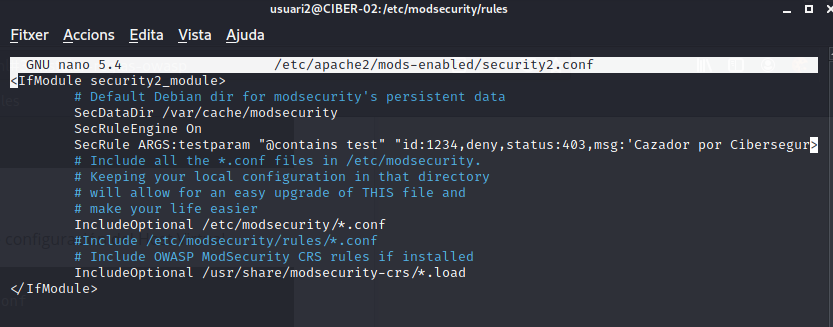 usuari2@CIBER-02:/etc/modsecurity/rules
Fitxer Accions Edita Vista Ajuda
GNU nano 5.4 /etc/apache2/mods-enabled/security2.conf
<IfModule security2_module>
# Default Debian dir for modsecurity's persistent data
SecDataDir /var/cache/modsecurity
SecRuleEngine On
SecRule ARGS:testparam "@contains test" "id:1234,deny,status:403,msg:'Cazador por Cibersegur>
# Include all the *.conf files in /etc/modsecurity.
# Keeping your local configuration in that directory
# will allow for an easy upgrade of THIS file and
# make your life easier
IncludeOptional /etc/modsecurity/*.conf
#Include /etc/modsecurity/rules/*.conf
# Include OWASP ModSecurity CRS rules if installed
IncludeOptional /usr/share/modsecurity-crs/*.load
</IfModule>